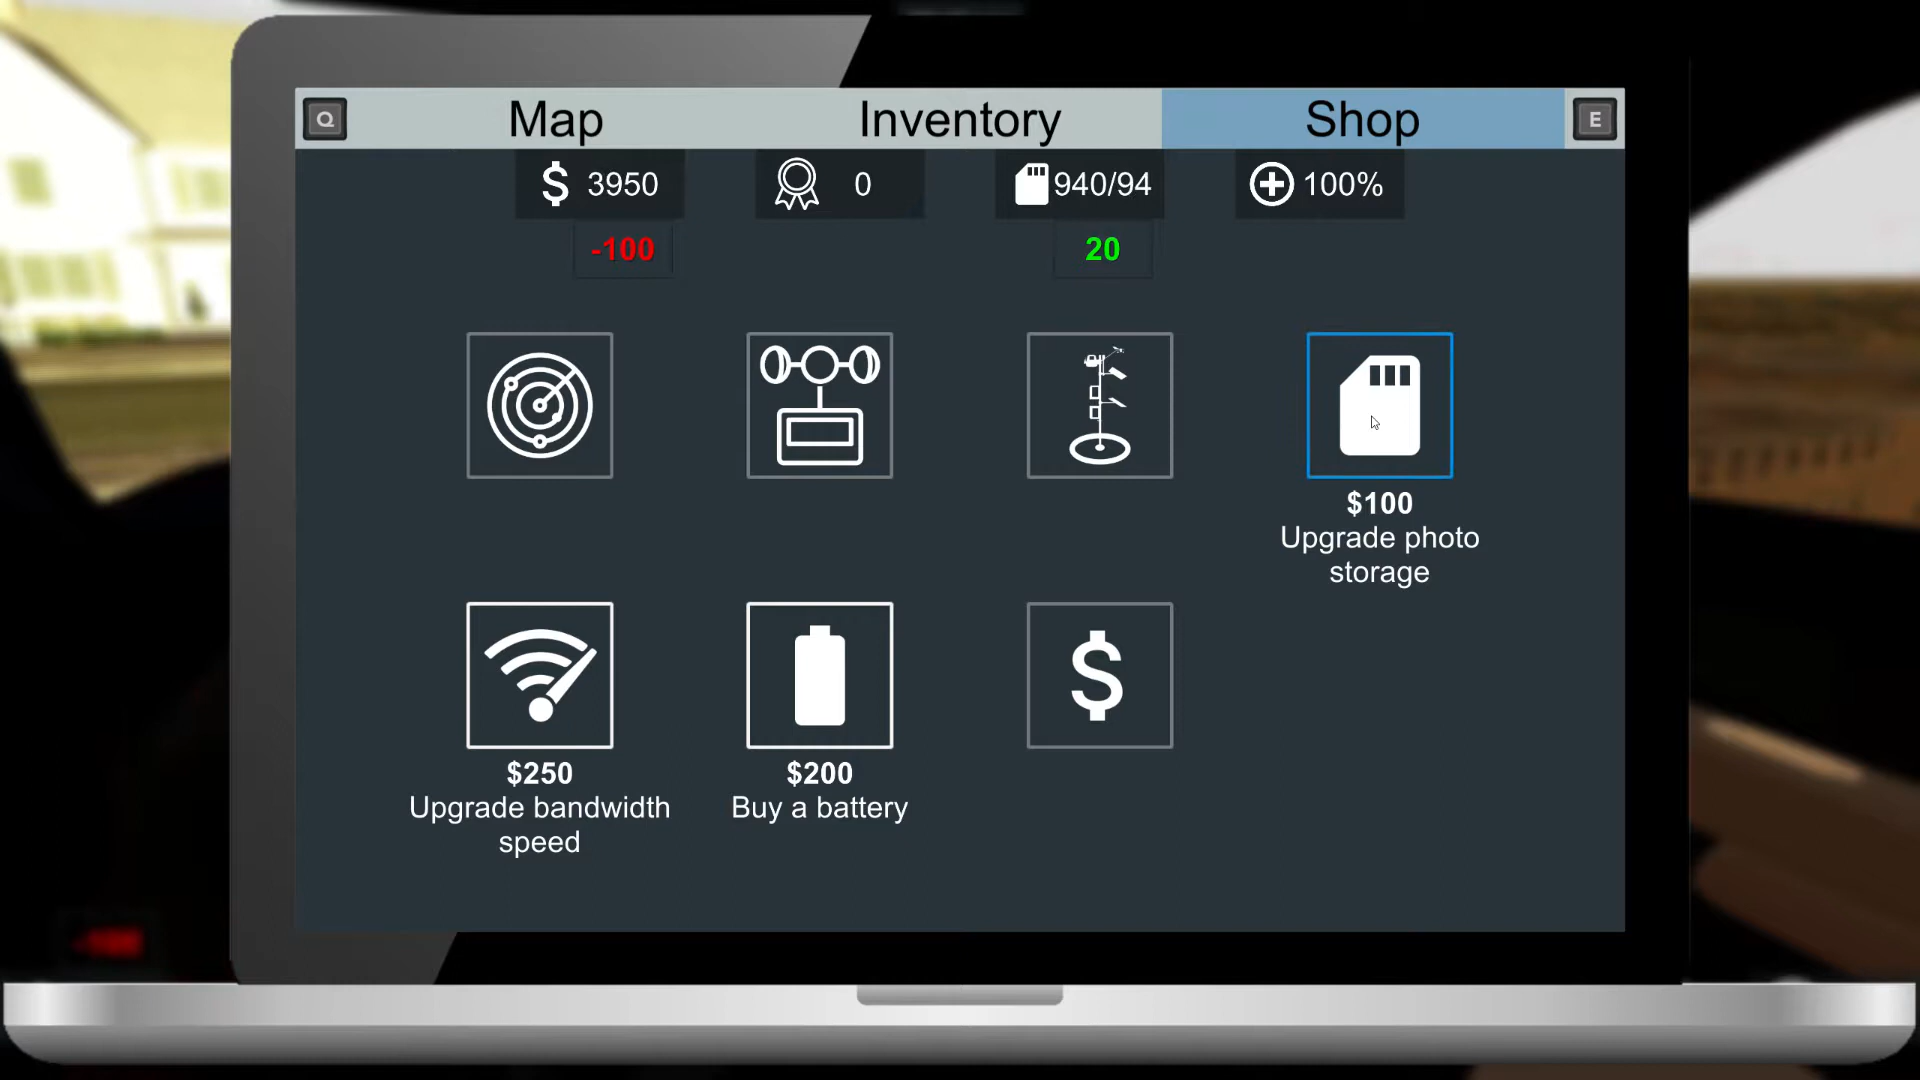 Q Map Inventory Shop E
$ 3950 0 940/94 100%
-100 20
$100
Upgrade photo
storage
$
$250 $200
Upgrade bandwidth Buy a battery
speed